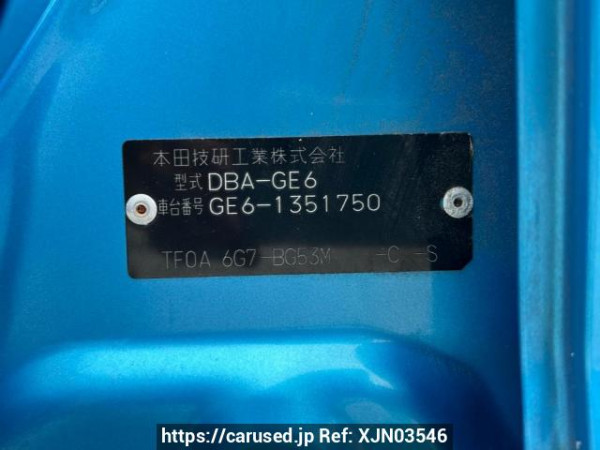 本田技研工業株式会社
型式 DBA-GE6
車台番号 GE6-1351750
TF0A 6G7-BG53M -C -S
https://carused.jp Ref: XJN03546